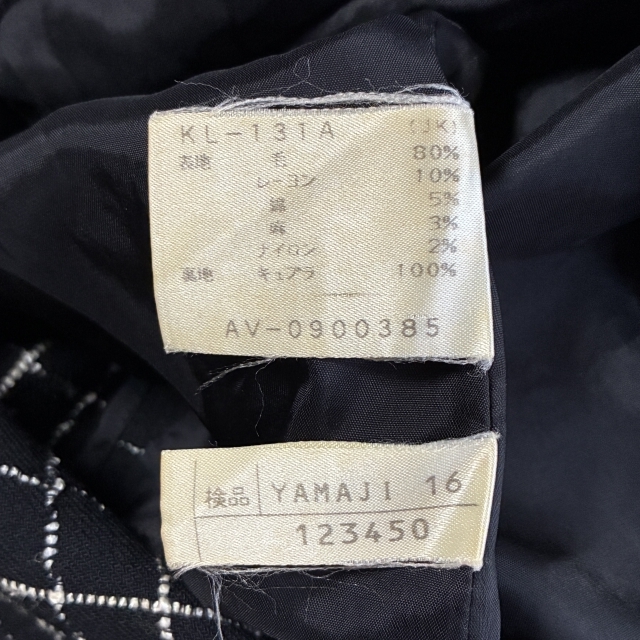 KL-131A (JK)
表地 毛 80%
レーヨン 10%
綿 5%
麻 3%
ナイロン 2%
裏地 キュプラ 100%
AV-0900385
検品 YAMAJI 16
123450